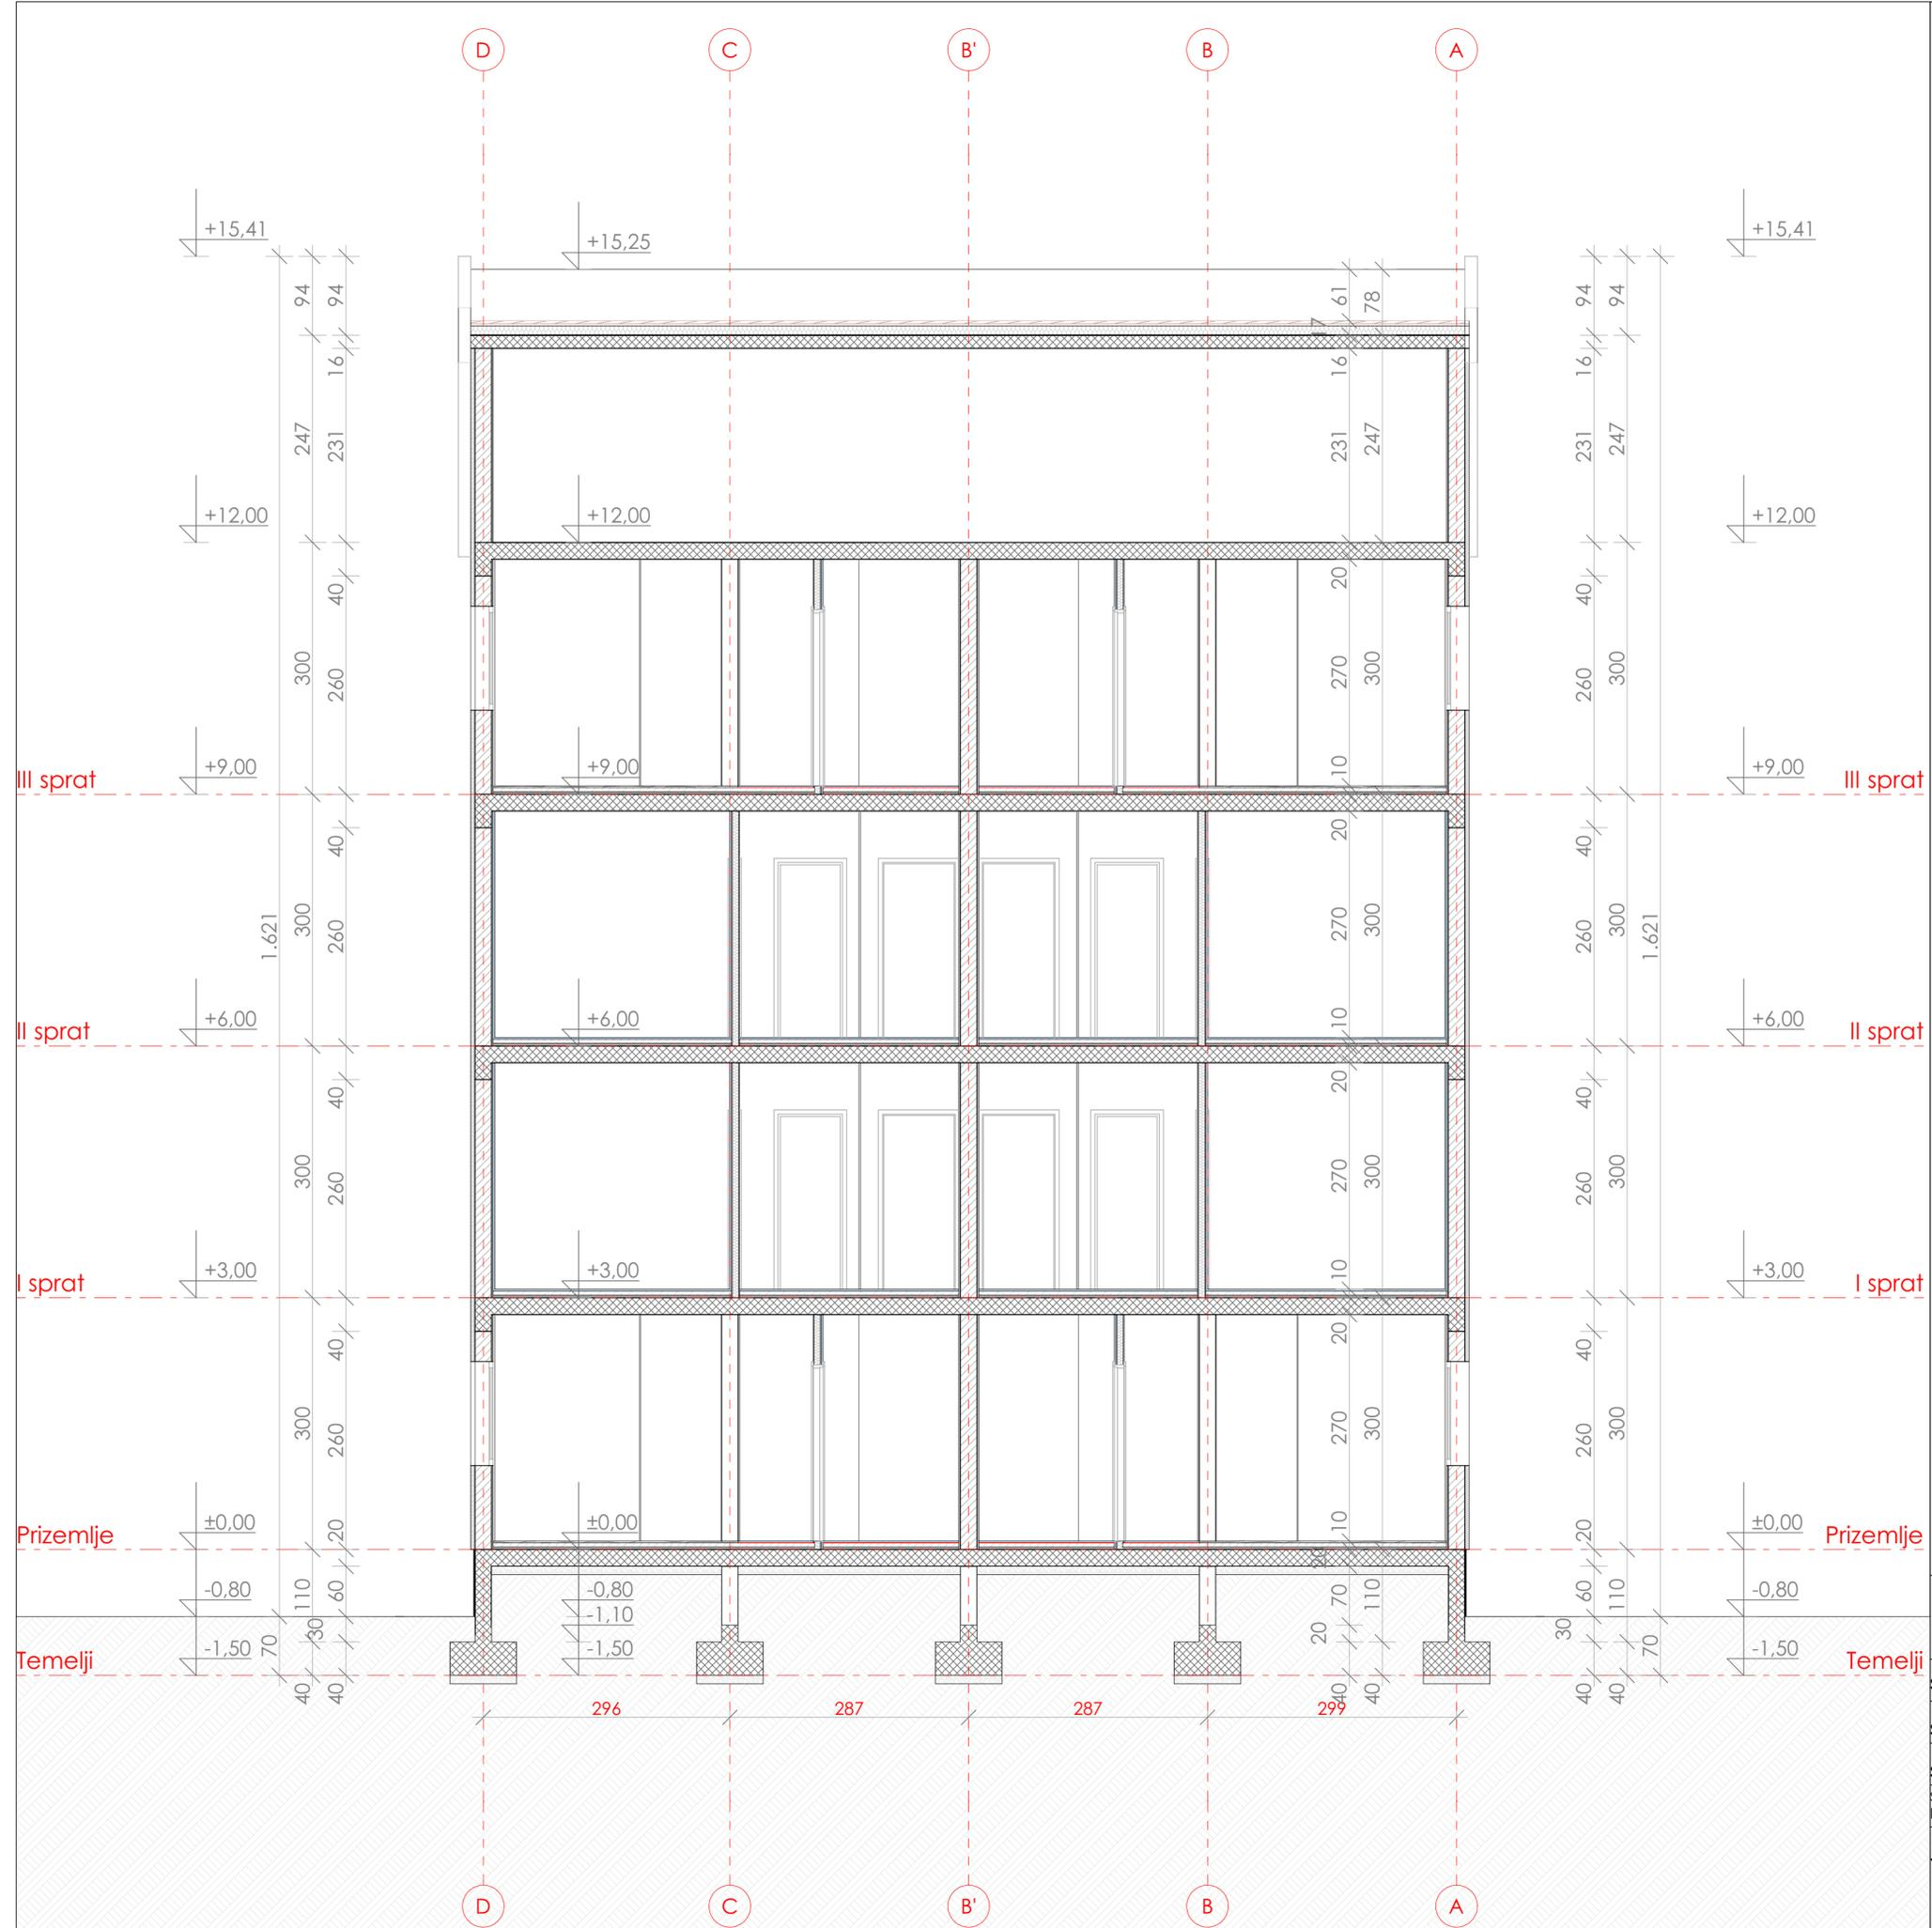 D C B' B A
+15,41 +15,25 +15,41
94 94 61 78 94 94
17
16 16 16
247 231 231 247 231 247
+12,00 +12,00 +12,00
40 20 40
300 260 270 300 260 300
III sprat +9,00 +9,00 10 +9,00 III sprat
40 20 40
1.621 300 260 270 300 260 300 1.621
II sprat +6,00 +6,00 10 +6,00 II sprat
40 20 40
300 260 270 300 260 300
I sprat +3,00 +3,00 10 +3,00 I sprat
40 20 40
300 260 270 300 260 300
Prizemlje ±0,00 20 ±0,00 10 20 ±0,00 Prizemlje
20
-0,80 110 60 -0,80 70 110 60 110 -0,80
30 -1,10 20 30
Temelji -1,50 70 -1,50 70 -1,50 Temelji
40 40 40 40 40 40
296 287 287 299
D C B' B A